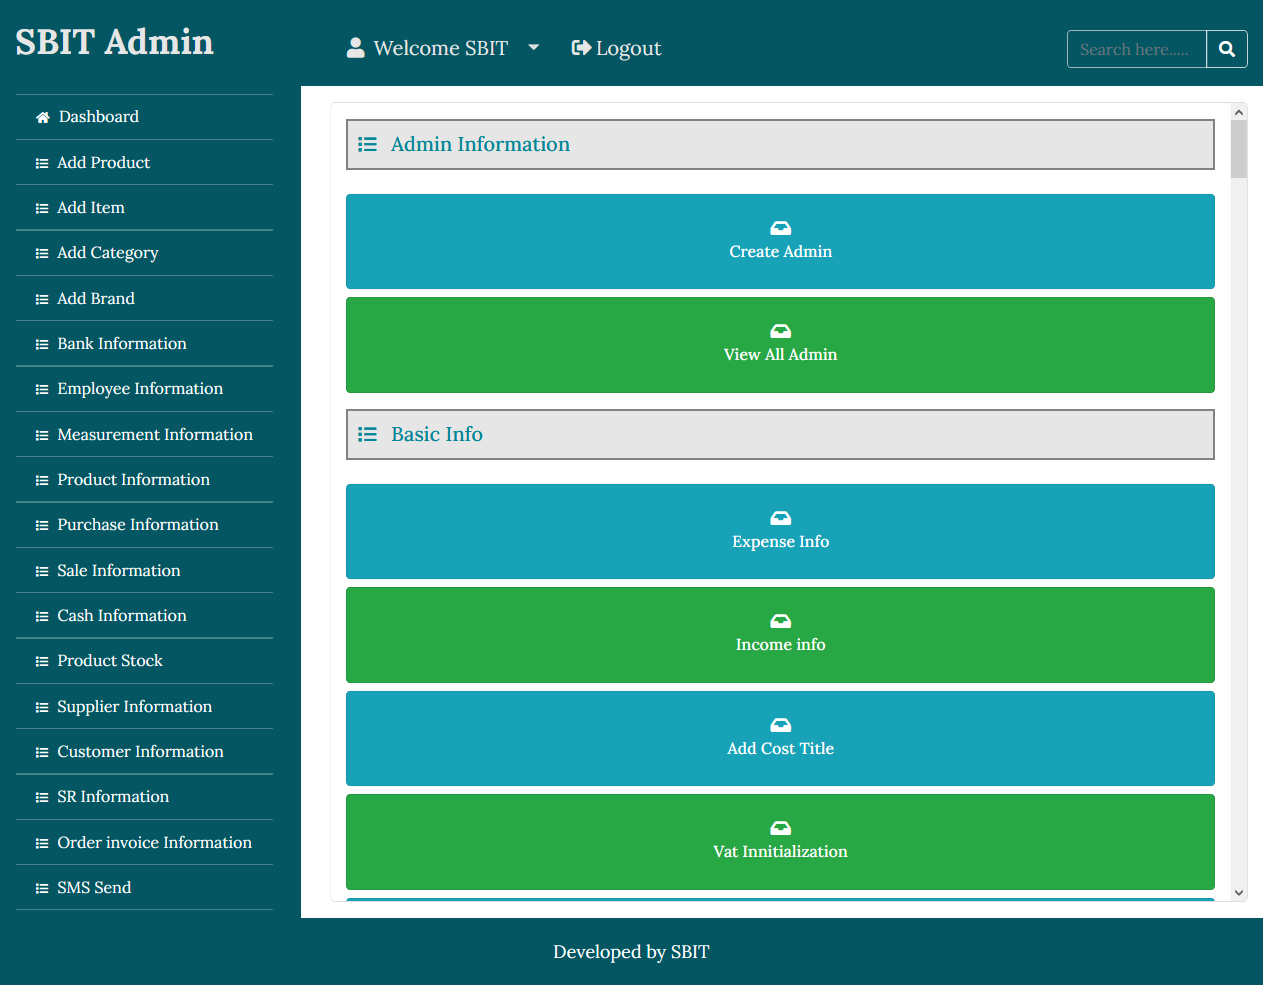 SBIT Admin
Welcome SBIT
Logout
Search here.....
Dashboard
Add Product
Add Item
Add Category
Add Brand
Bank Information
Employee Information
Measurement Information
Product Information
Purchase Information
Sale Information
Cash Information
Product Stock
Supplier Information
Customer Information
SR Information
Order invoice Information
SMS Send
Admin Information
Create Admin
View All Admin
Basic Info
Expense Info
Income info
Add Cost Title
Vat Innitialization
Developed by SBIT